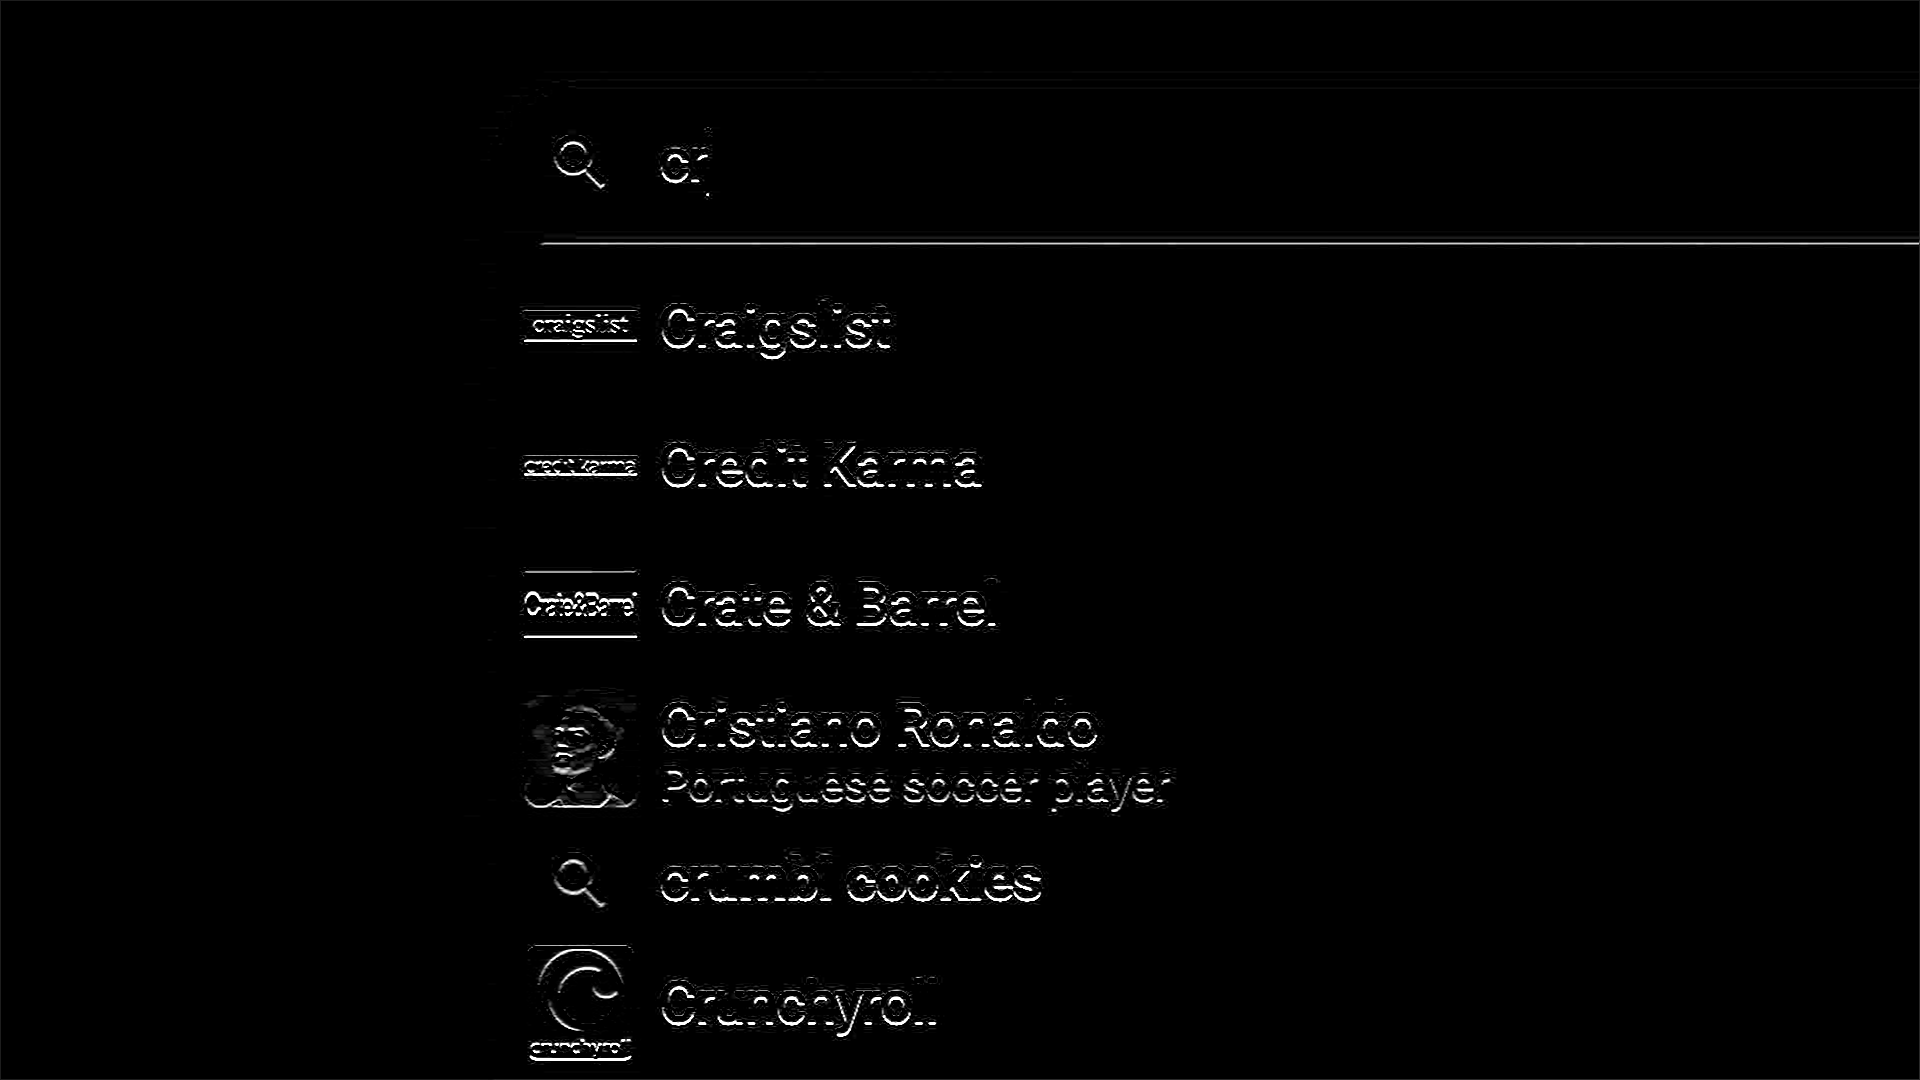 cr
craigslist Craigslist
credit karma Credit Karma
Crate&Barrel Crate & Barrel
Cristiano Ronaldo
Portuguese soccer player
crumbl cookies
Crunchyroll
crunchyroll